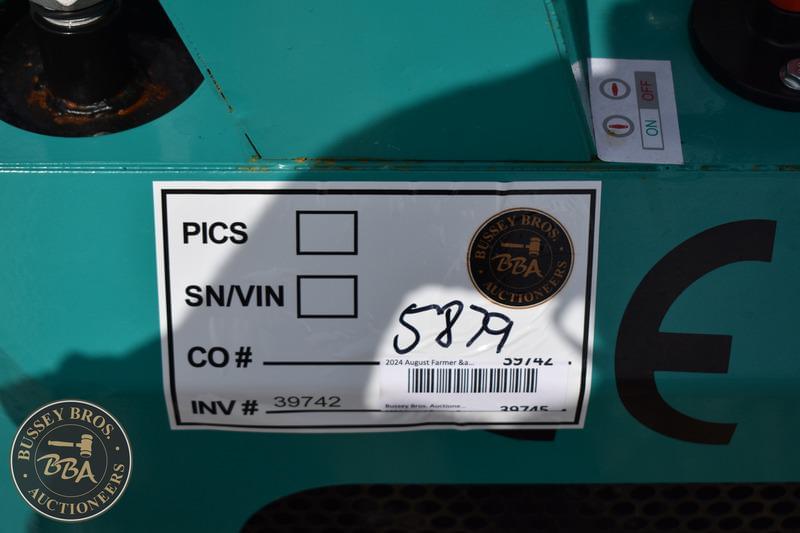 OFF
ON
PICS
SN/VIN
CO #
INV # 39742
BUSSEY BROS.
BBA
AUCTIONEERS
5879
2024 August Farmer &a... 39742
Bussey Bros. Auctione... 39745
CE
BUSSEY BROS.
BBA
AUCTIONEERS